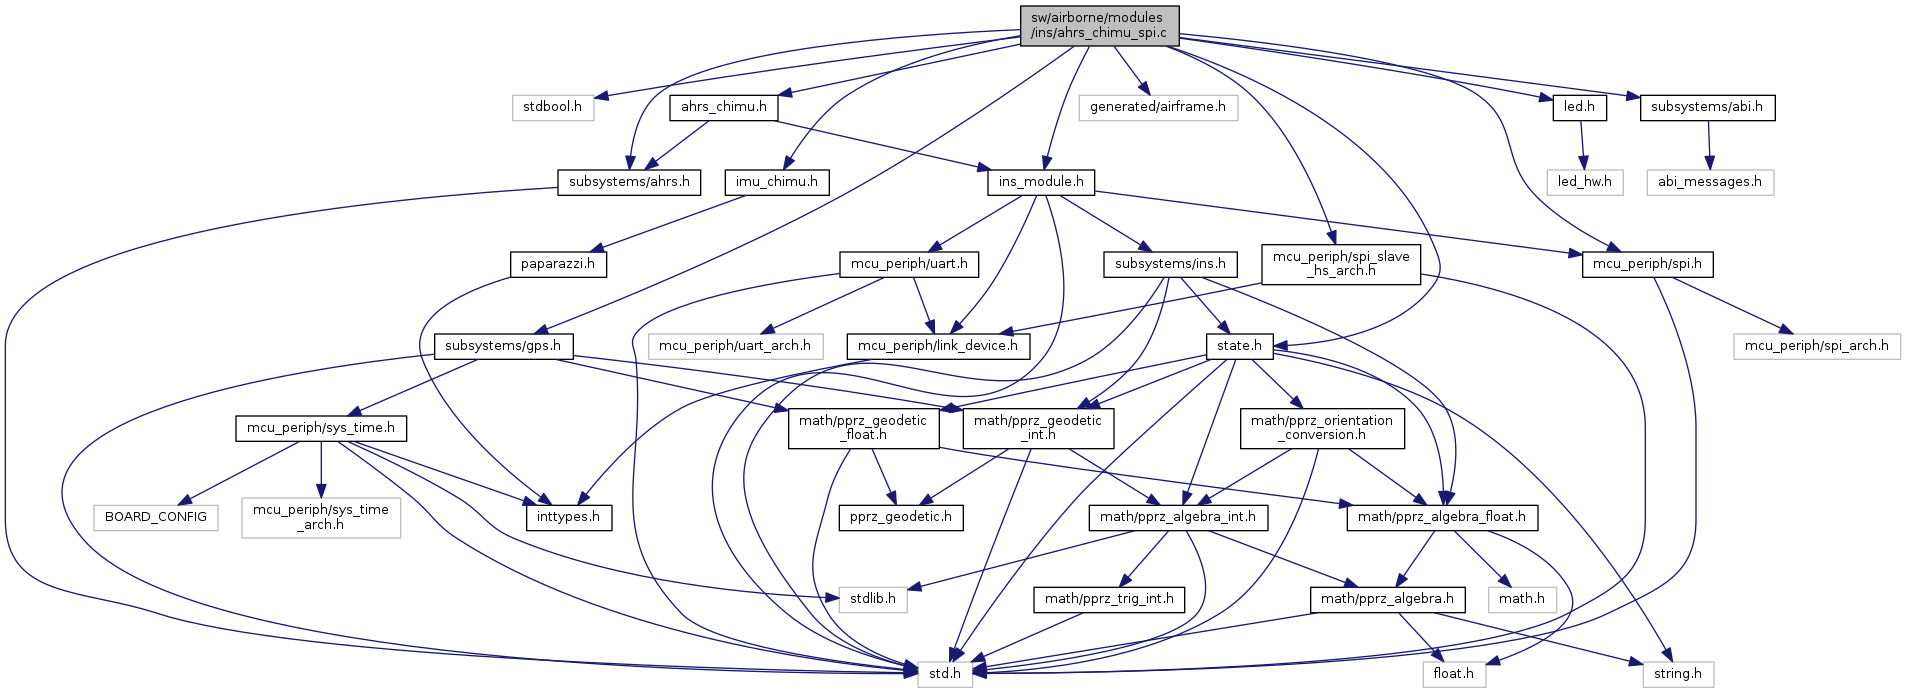 sw/airborne/modules
/ins/ahrs_chimu_spi.c
stdbool.h
ahrs_chimu.h
generated/airframe.h
led.h
subsystems/abi.h
subsystems/ahrs.h
imu_chimu.h
ins_module.h
led_hw.h
abi_messages.h
paparazzi.h
mcu_periph/uart.h
subsystems/ins.h
mcu_periph/spi_slave
_hs_arch.h
mcu_periph/spi.h
subsystems/gps.h
mcu_periph/uart_arch.h
mcu_periph/link_device.h
state.h
mcu_periph/spi_arch.h
mcu_periph/sys_time.h
math/pprz_geodetic
_float.h
math/pprz_geodetic
_int.h
math/pprz_orientation
_conversion.h
BOARD_CONFIG
mcu_periph/sys_time
_arch.h
inttypes.h
pprz_geodetic.h
math/pprz_algebra_int.h
math/pprz_algebra_float.h
stdlib.h
math/pprz_trig_int.h
math/pprz_algebra.h
math.h
std.h
float.h
string.h